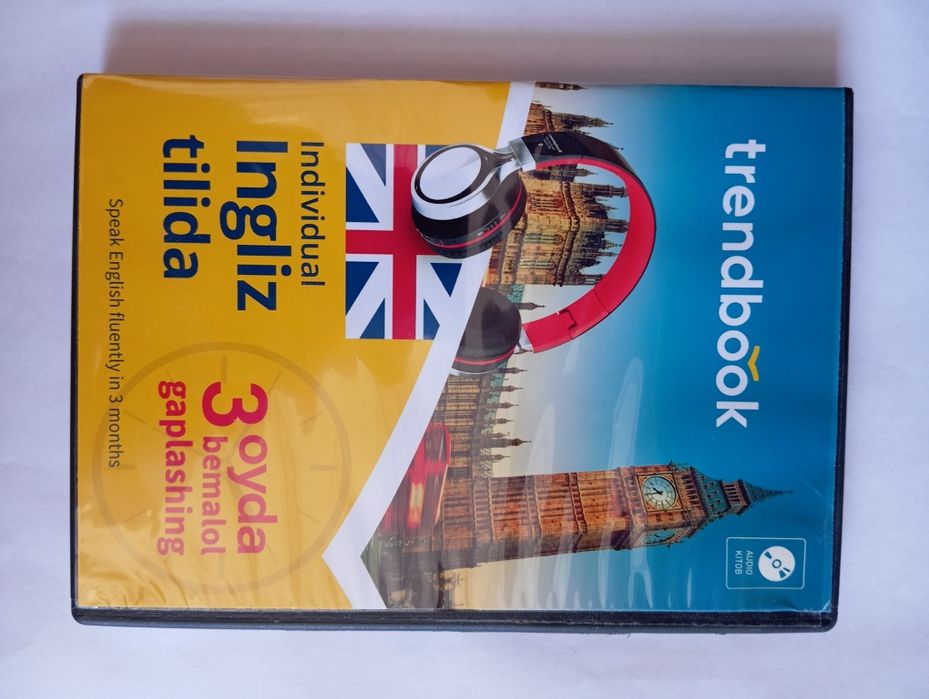 trendbook
AUDIO
KITOB
Individual
Ingliz
tilida
3 oyda
bemalol
gaplashing
Speak English fluently in 3 months